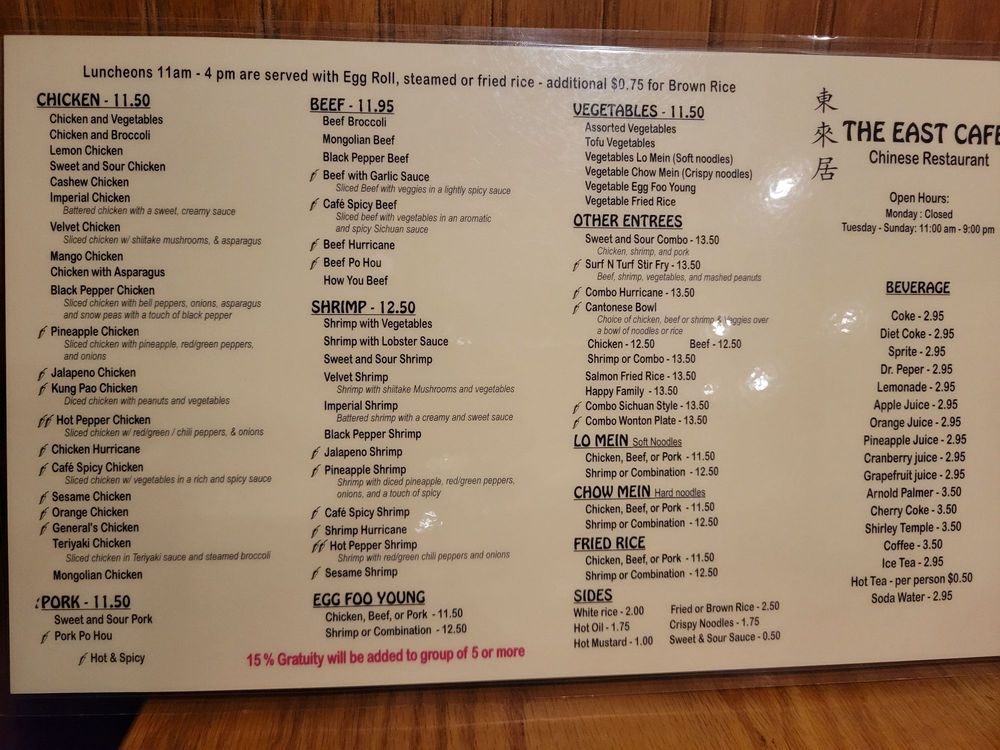 Luncheons 11am - 4 pm are served with Egg Roll, steamed or fried rice - additional $0.75 for Brown Rice
CHICKEN - 11.50
Chicken and Vegetables
Chicken and Broccoli
Lemon Chicken
Sweet and Sour Chicken
Cashew Chicken
Imperial Chicken
Battered chicken with a sweet, creamy sauce
Velvet Chicken
Sliced chicken w/ shiitake mushrooms, & asparagus
Mango Chicken
Chicken with Asparagus
Black Pepper Chicken
Sliced chicken with bell peppers, onions, asparagus
and snow peas with a touch of black pepper
Pineapple Chicken
Sliced chicken with pineapple, red/green peppers,
and onions
Jalapeno Chicken
Kung Pao Chicken
Diced chicken with peanuts and vegetables
Hot Pepper Chicken
Sliced chicken w/ red/green / chili peppers, & onions
Chicken Hurricane
Café Spicy Chicken
Sliced chicken w/ vegetables in a rich and spicy sauce
Sesame Chicken
Orange Chicken
General's Chicken
Teriyaki Chicken
Sliced chicken in Teriyaki sauce and steamed broccoli
Mongolian Chicken
PORK - 11.50
Sweet and Sour Pork
Pork Po Hou
Hot & Spicy
BEEF - 11.95
Beef Broccoli
Mongolian Beef
Black Pepper Beef
Beef with Garlic Sauce
Sliced Beef with veggies in a lightly spicy sauce
Café Spicy Beef
Sliced beef with vegetables in an aromatic
and spicy Sichuan sauce
Beef Hurricane
Beef Po Hou
How You Beef
SHRIMP - 12.50
Shrimp with Vegetables
Shrimp with Lobster Sauce
Sweet and Sour Shrimp
Velvet Shrimp
Shrimp with shiitake Mushrooms and vegetables
Imperial Shrimp
Battered shrimp with a creamy and sweet sauce
Black Pepper Shrimp
Jalapeno Shrimp
Pineapple Shrimp
Shrimp with diced pineapple, red/green peppers,
onions, and a touch of spicy
Café Spicy Shrimp
Shrimp Hurricane
Hot Pepper Shrimp
Shrimp with red/green chili peppers and onions
Sesame Shrimp
EGG FOO YOUNG
Chicken, Beef, or Pork - 11.50
Shrimp or Combination - 12.50
15% Gratuity will be added to group of 5 or more
VEGETABLES - 11.50
Assorted Vegetables
Tofu Vegetables
Vegetables Lo Mein (Soft noodles)
Vegetable Chow Mein (Crispy noodles)
Vegetable Egg Foo Young
Vegetable Fried Rice
OTHER ENTREES
Sweet and Sour Combo - 13.50
Chicken, shrimp, and pork
Surf N Turf Stir Fry - 13.50
Beef, shrimp, vegetables, and mashed peanuts
Combo Hurricane - 13.50
Cantonese Bowl
Choice of chicken, beef or shrimp & Veggies over
a bowl of noodles or rice
Chicken - 12.50 Beef - 12.50
Shrimp or Combo - 13.50
Salmon Fried Rice - 13.50
Happy Family - 13.50
Combo Sichuan Style - 13.50
Combo Wonton Plate - 13.50
LO MEIN Soft Noodles
Chicken, Beef, or Pork - 11.50
Shrimp or Combination - 12.50
CHOW MEIN Hard noodles
Chicken, Beef, or Pork - 11.50
Shrimp or Combination - 12.50
FRIED RICE
Chicken, Beef, or Pork - 11.50
Shrimp or Combination - 12.50
SIDES
White rice - 2.00 Fried or Brown Rice - 2.50
Hot Oil - 1.75 Crispy Noodles - 1.75
Hot Mustard - 1.00 Sweet & Sour Sauce - 0.50
東來居
THE EAST CAFE
Chinese Restaurant
Open Hours:
Monday : Closed
Tuesday - Sunday: 11:00 am - 9:00 pm
BEVERAGE
Coke - 2.95
Diet Coke - 2.95
Sprite - 2.95
Dr. Peper - 2.95
Lemonade - 2.95
Apple Juice - 2.95
Orange Juice - 2.95
Pineapple Juice - 2.95
Cranberry juice - 2.95
Grapefruit juice - 2.95
Arnold Palmer - 3.50
Cherry Coke - 3.50
Shirley Temple - 3.50
Coffee - 3.50
Ice Tea - 2.95
Hot Tea - per person $0.50
Soda Water - 2.95